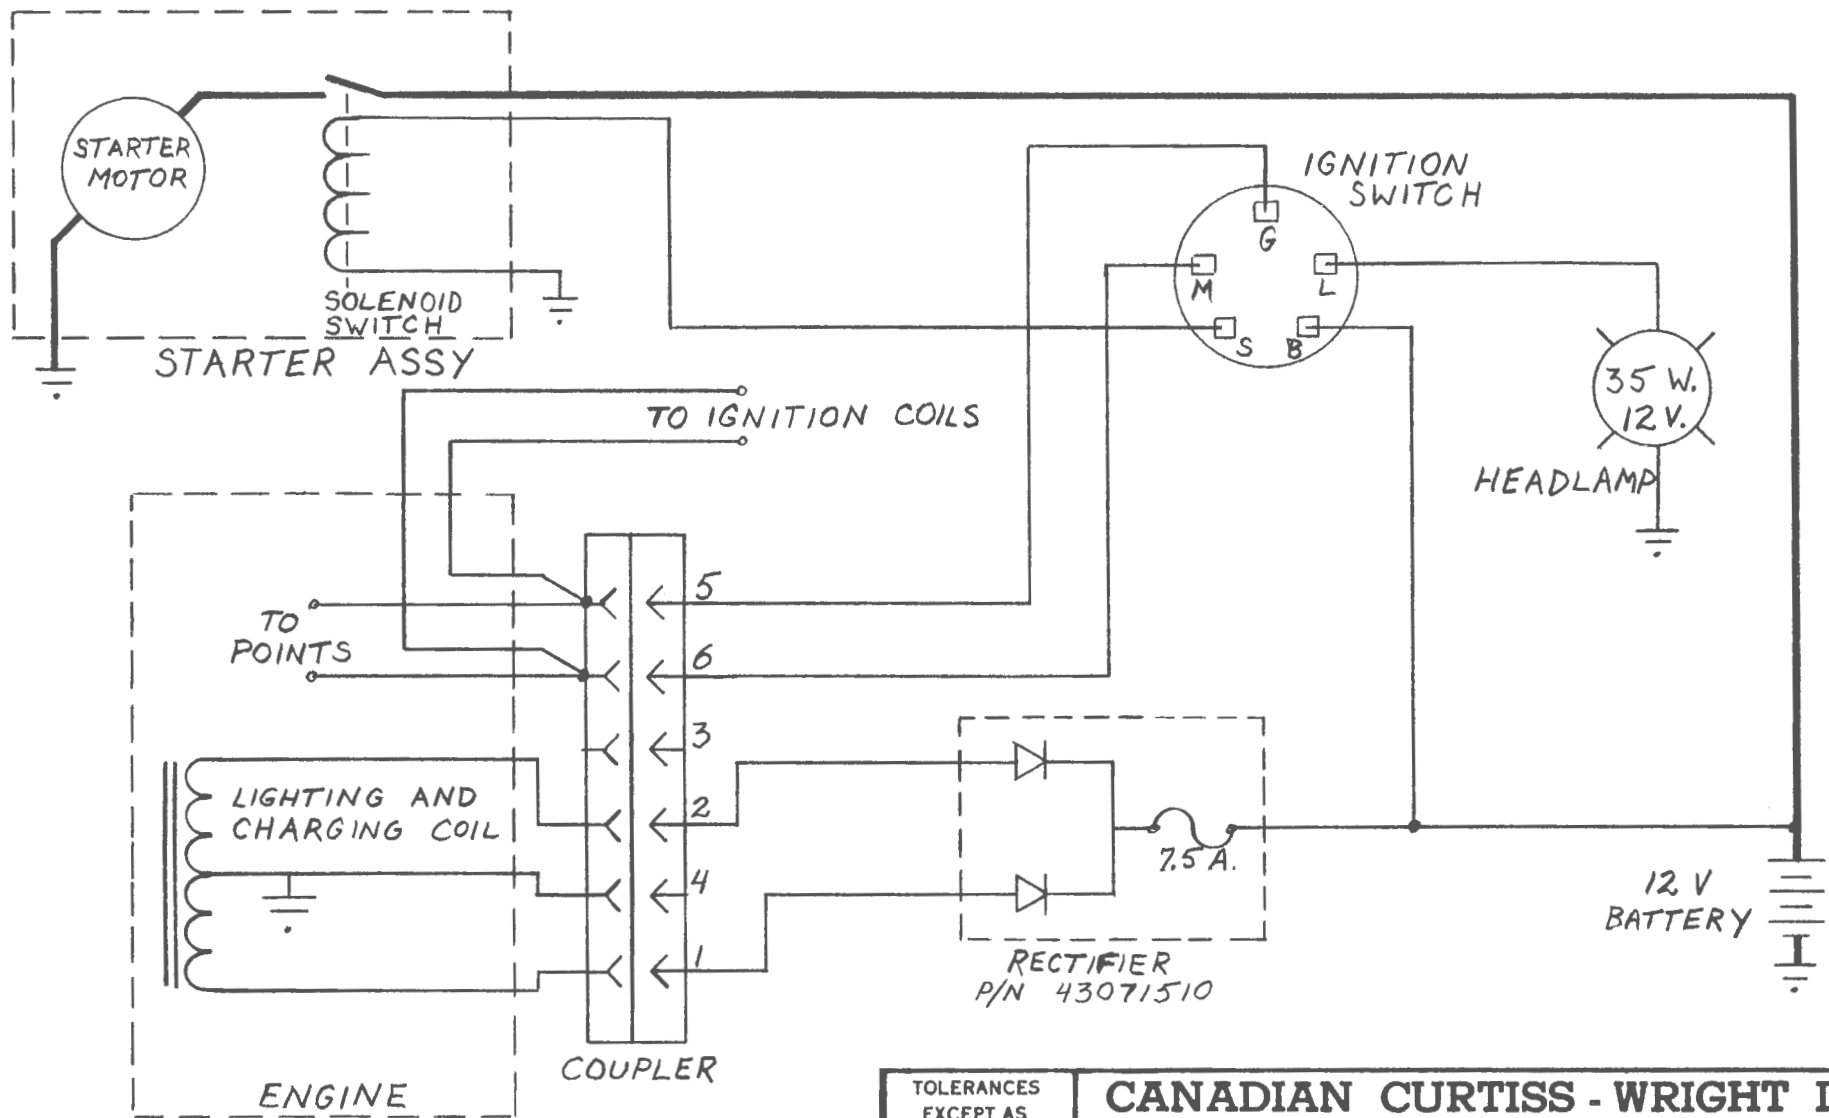 STARTER
MOTOR
SOLENOID
SWITCH
STARTER ASSY
IGNITION
SWITCH
G
M
L
S
B
35 W.
12 V.
HEADLAMP
TO IGNITION COILS
TO
POINTS
5
6
3
2
4
1
LIGHTING AND
CHARGING COIL
7.5 A.
12 V
BATTERY
RECTIFIER
P/N 43071510
COUPLER
ENGINE
TOLERANCES
EXCEPT AS
CANADIAN CURTISS - WRIGHT